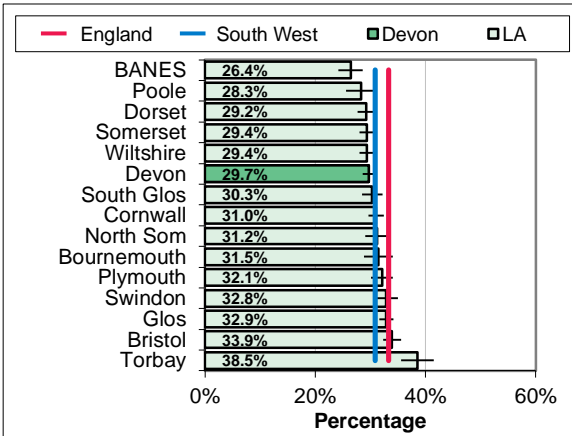 England South West Devon LA
BANES 26.4%
Poole 28.3%
Dorset 29.2%
Somerset 29.4%
Wiltshire 29.4%
Devon 29.7%
South Glos 30.3%
Cornwall 31.0%
North Som 31.2%
Bournemouth 31.5%
Plymouth 32.1%
Swindon 32.8%
Glos 32.9%
Bristol 33.9%
Torbay 38.5%
0% 20% 40% 60%
Percentage